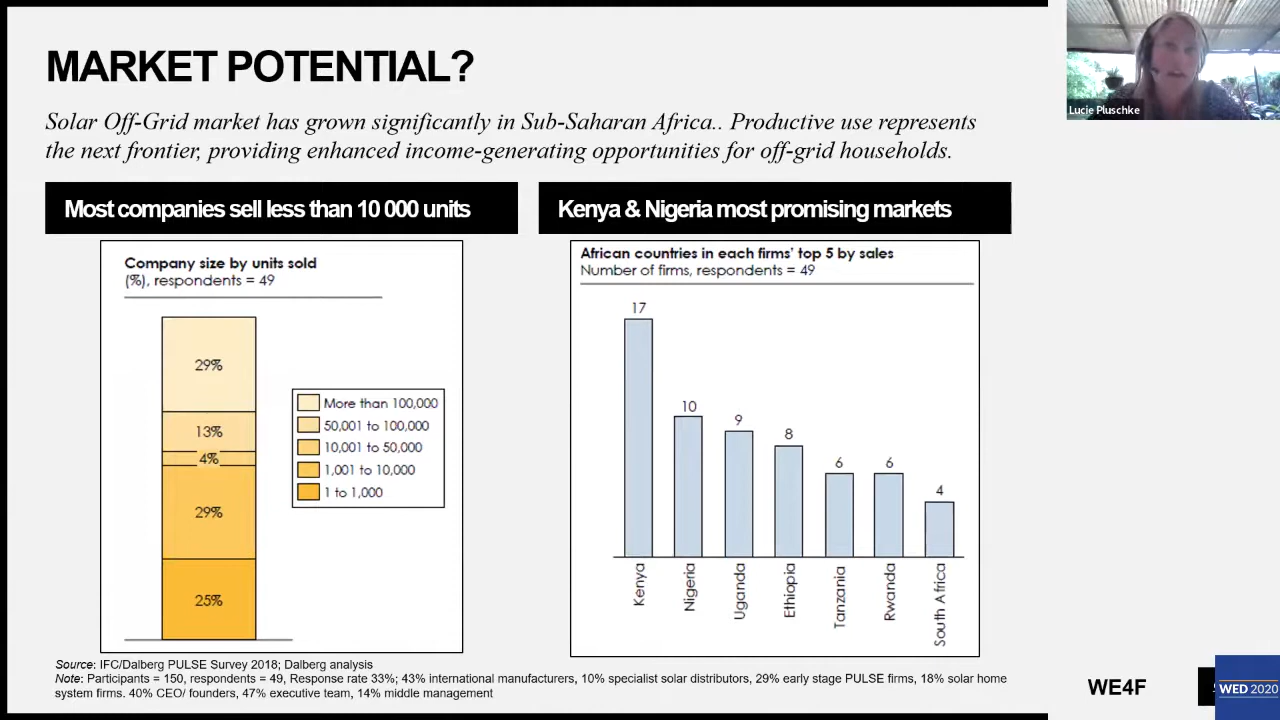 MARKET POTENTIAL?
Solar Off-Grid market has grown significantly in Sub-Saharan Africa.. Productive use represents
the next frontier, providing enhanced income-generating opportunities for off-grid households.
Most companies sell less than 10 000 units
Company size by units sold
(%), respondents = 49
29%
13%
4%
29%
25%
More than 100,000
50,001 to 100,000
10,001 to 50,000
1,001 to 10,000
1 to 1,000
Kenya & Nigeria most promising markets
African countries in each firms' top 5 by sales
Number of firms, respondents = 49
17
10
9
8
6
6
4
Kenya
Nigeria
Uganda
Ethiopia
Tanzania
Rwanda
South Africa
Source: IFC/Dalberg PULSE Survey 2018; Dalberg analysis
Note: Participants = 150, respondents = 49, Response rate 33%; 43% international manufacturers, 10% specialist solar distributors, 29% early stage PULSE firms, 18% solar home
system firms. 40% CEO/ founders, 47% executive team, 14% middle management
Lucie Pluschke
WE4F
WED 2020